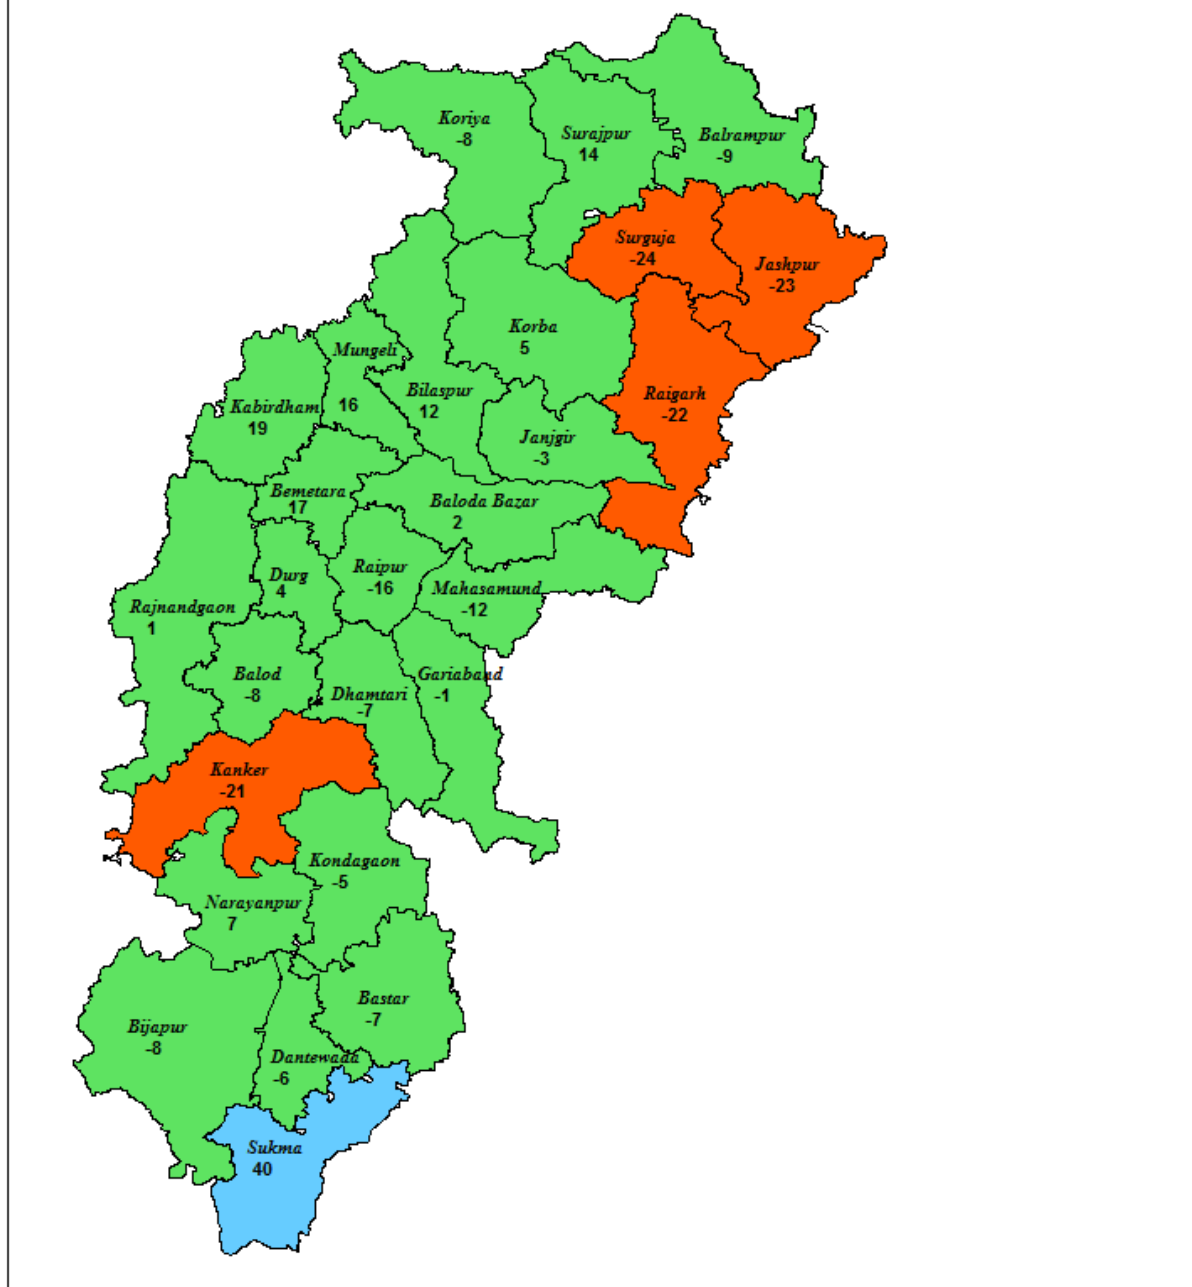 Koriya
-8
Surajpur
14
Balrampur
-9
Surguja
-24
Jashpur
-23
Korba
5
Mungeli
16
Bilaspur
12
Raigarh
-22
Kabirdham
19
Janjgir
-3
Bemetara
17
Baloda Bazar
2
Durg
4
Raipur
-16
Mahasamund
-12
Rajnandgaon
1
Balod
-8
Dhamtari
-7
Gariaband
-1
Kanker
-21
Kondagaon
-5
Narayanpur
7
Bastar
-7
Bijapur
-8
Dantewada
-6
Sukma
40